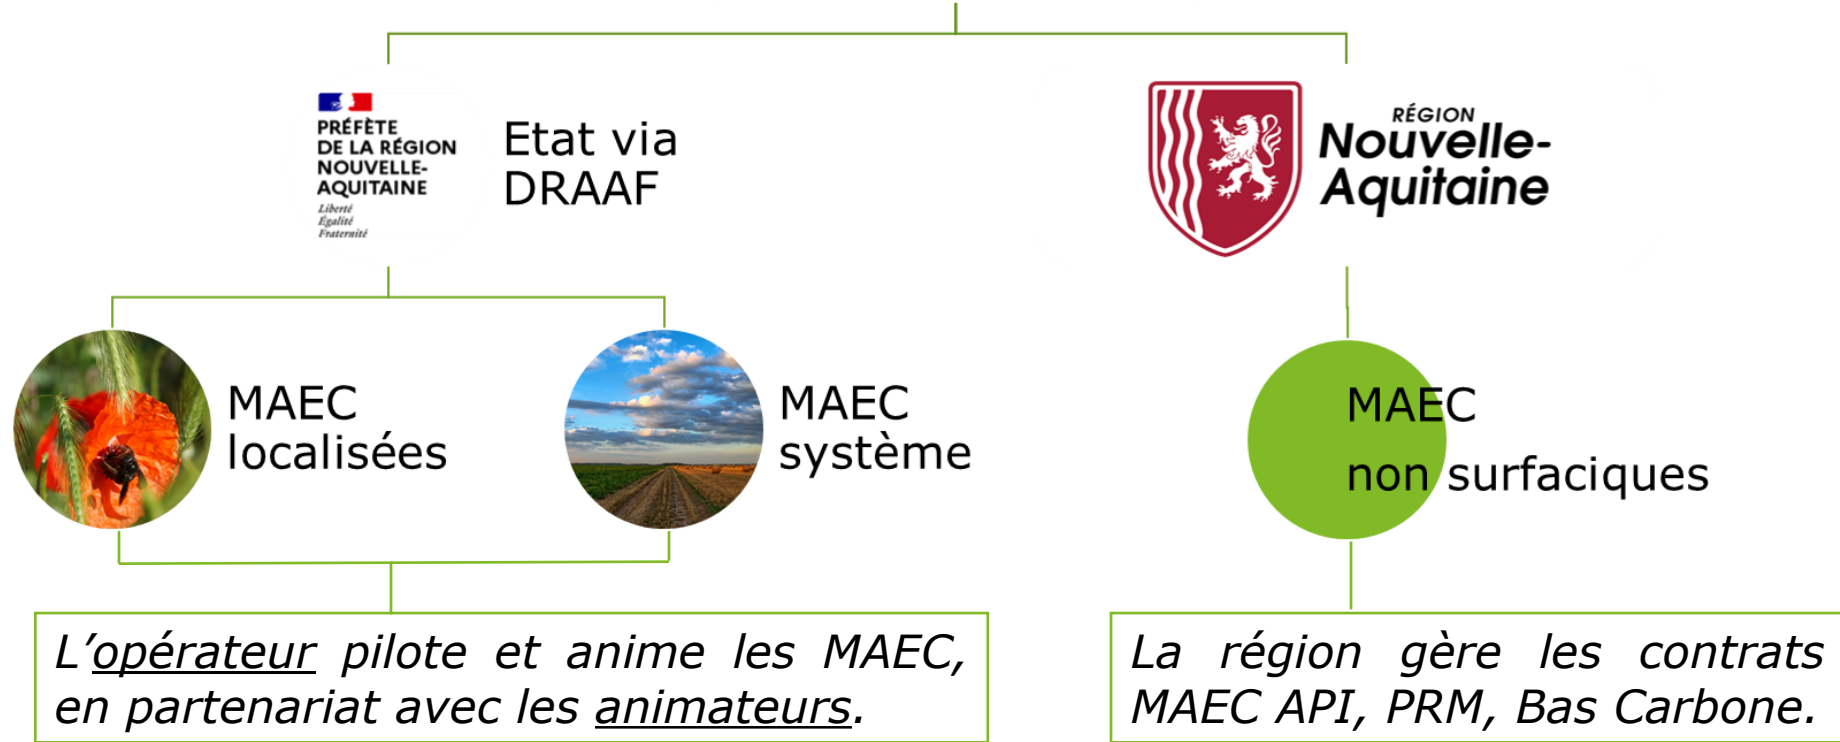 PRÉFÈTE
DE LA RÉGION
NOUVELLE-
AQUITAINE
Liberté
Égalité
Fraternité
Etat via
DRAAF
RÉGION
Nouvelle-
Aquitaine
MAEC
localisées
MAEC
système
MAEC
non surfaciques
L’opérateur pilote et anime les MAEC,
en partenariat avec les animateurs.
La région gère les contrats
MAEC API, PRM, Bas Carbone.